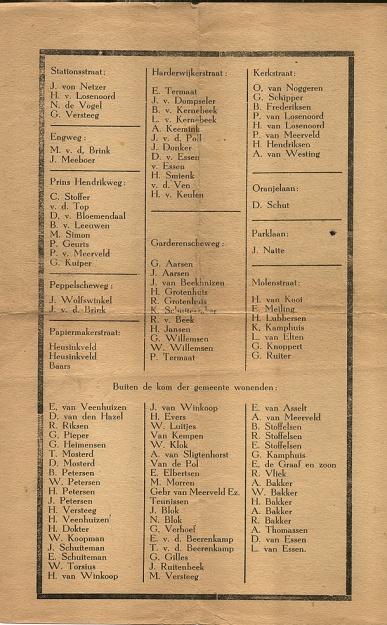 Stationsstraat:
J. von Netzer
H. v. Losenoord
N. de Vogel
G. Versteeg
Engweg:
M. v. d. Brink
J. Meeboer
Prins Hendrikweg:
C. Stoffer
v. d. Top
D. v. Bloemendaal
B. v. Leeuwen
M. Simon
P. Geurts
P. v. Meerveld
G. Kuiper
Peppelscheweg:
J. Wolfswinkel
J. v. d. Brink
Papiermakerstraat:
Heusinkveld
Heusinkveld
Baars
Harderwijkerstraat:
E. Termaat
J. v. Dompseler
B. v. Kernebeek
L. v. Kernebeek
A. Keemink
J. v. d. Poll
J. Donker
D. v. Essen
v. Essen
H. Smienk
v. d. Ven
H. v. Keulen
Garderenscheweg:
G. Aarsen
J. Aarsen
J. van Beekhuizen
H. Grotenhuis
R. Grotenhuis
K. Schuitemaker
R. v. Beek
H. Jansen
G. Willemsen
W. Willemsen
P. Termaat
Kerkstraat:
O. van Noggeren
G. Schipper
B. Frederiksen
P. van Losenoord
H. van Losenoord
P. van Meerveld
H. Hendriksen
A. van Westing
Oranjelaan:
D. Schut
Parklaan:
J. Natte
Molenstraat:
H. van Kooi
E. Meiling
H. Lubbersen
K. Kamphuis
L. van Elten
G. Knoppert
G. Ruiter
Buiten de kom der gemeente wonenden:
E. van Veenhuizen
D. van den Hazel
R. Riksen
G. Pieper
G. Heimensen
T. Mosterd
D. Mosterd
B. Petersen
W. Petersen
H. Petersen
J. Petersen
H. Versteeg
H. Veenhuizen
H. Dokter
W. Koopman
J. Schuiteman
E. Schuiteman
W. Torsius
H. van Winkoop
J. van Winkoop
H. Evers
W. Luitjes
Van Kempen
W. Klok
A. van Sligtenhorst
Van de Pol
E. Elbertsen
M. Morren
Gebr van Meerveld Ez.
Teunissen
J. Blok
N. Blok
G. Verhoef
E. v. d. Beerenkamp
T. v. d. Beerenkamp
G. Gilles
J. Ruitenbeek
M. Versteeg
E. van Asselt
A. van Meerveld
B. Stoffelsen
R. Stoffelsen
E. Stoffelsen
G. Kamphuis
E. de Graaf en zoon
R. Vliek
A. Bakker
W. Bakker
H. Bakker
A. Bakker
R. Bakker
A. Thomassen
D. van Essen
L. van Essen.